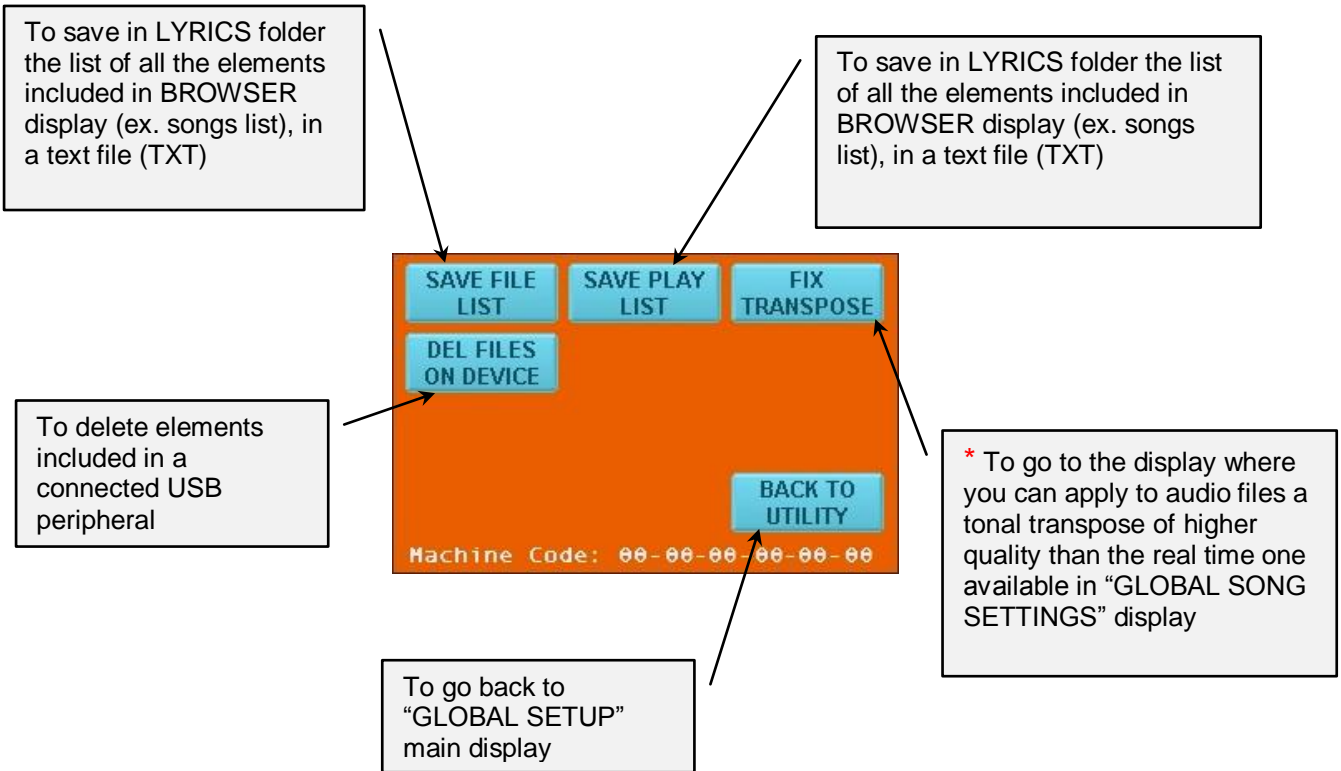 To save in LYRICS folder
the list of all the elements
included in BROWSER
display (ex. songs list), in
a text file (TXT)
To save in LYRICS folder the list
of all the elements included in
BROWSER display (ex. songs
list), in a text file (TXT)
SAVE FILE
LIST
SAVE PLAY
LIST
FIX
TRANSPOSE
DEL FILES
ON DEVICE
To delete elements
included in a
connected USB
peripheral
BACK TO
UTILITY
Machine Code: 00-00-00-00-00-00
* To go to the display where
you can apply to audio files a
tonal transpose of higher
quality than the real time one
available in “GLOBAL SONG
SETTINGS” display
To go back to
“GLOBAL SETUP”
main display